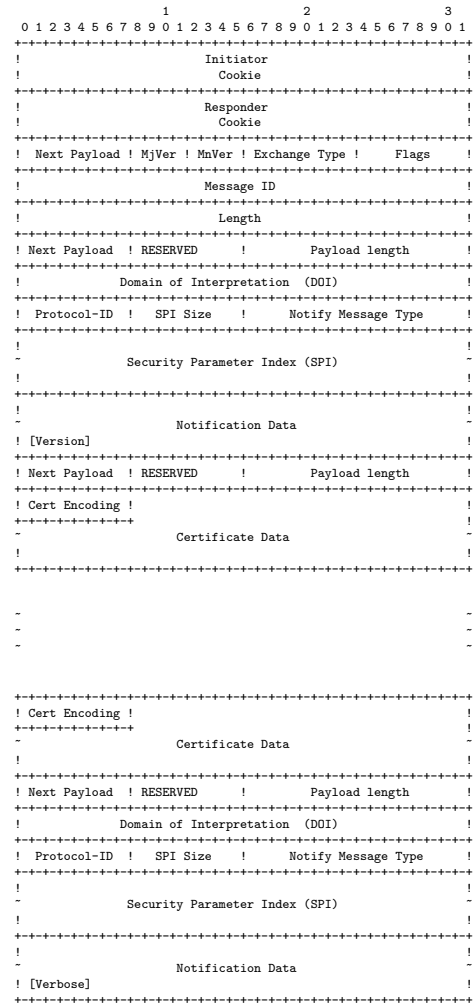 1                   2                   3
 0 1 2 3 4 5 6 7 8 9 0 1 2 3 4 5 6 7 8 9 0 1 2 3 4 5 6 7 8 9 0 1
+-+-+-+-+-+-+-+-+-+-+-+-+-+-+-+-+-+-+-+-+-+-+-+-+-+-+-+-+-+-+-+-+
!                          Initiator                            !
!                            Cookie                             !
+-+-+-+-+-+-+-+-+-+-+-+-+-+-+-+-+-+-+-+-+-+-+-+-+-+-+-+-+-+-+-+-+
!                          Responder                            !
!                            Cookie                             !
+-+-+-+-+-+-+-+-+-+-+-+-+-+-+-+-+-+-+-+-+-+-+-+-+-+-+-+-+-+-+-+-+
!  Next Payload ! MjVer ! MnVer ! Exchange Type !     Flags     !
+-+-+-+-+-+-+-+-+-+-+-+-+-+-+-+-+-+-+-+-+-+-+-+-+-+-+-+-+-+-+-+-+
!                          Message ID                           !
+-+-+-+-+-+-+-+-+-+-+-+-+-+-+-+-+-+-+-+-+-+-+-+-+-+-+-+-+-+-+-+-+
!                            Length                             !
+-+-+-+-+-+-+-+-+-+-+-+-+-+-+-+-+-+-+-+-+-+-+-+-+-+-+-+-+-+-+-+-+
! Next Payload  ! RESERVED      !         Payload length        !
+-+-+-+-+-+-+-+-+-+-+-+-+-+-+-+-+-+-+-+-+-+-+-+-+-+-+-+-+-+-+-+-+
!              Domain of Interpretation  (DOI)                  !
+-+-+-+-+-+-+-+-+-+-+-+-+-+-+-+-+-+-+-+-+-+-+-+-+-+-+-+-+-+-+-+-+
!  Protocol-ID  !   SPI Size    !      Notify Message Type      !
+-+-+-+-+-+-+-+-+-+-+-+-+-+-+-+-+-+-+-+-+-+-+-+-+-+-+-+-+-+-+-+-+
!                                                               !
~               Security Parameter Index (SPI)                  ~
!                                                               !
+-+-+-+-+-+-+-+-+-+-+-+-+-+-+-+-+-+-+-+-+-+-+-+-+-+-+-+-+-+-+-+-+
!                                                               !
~                      Notification Data                        ~
! [Version]                                                     !
+-+-+-+-+-+-+-+-+-+-+-+-+-+-+-+-+-+-+-+-+-+-+-+-+-+-+-+-+-+-+-+-+
! Next Payload  ! RESERVED      !         Payload length        !
+-+-+-+-+-+-+-+-+-+-+-+-+-+-+-+-+-+-+-+-+-+-+-+-+-+-+-+-+-+-+-+-+
! Cert Encoding !                                               !
+-+-+-+-+-+-+-+-+                                               !
~                      Certificate Data                         ~
!                                                               !
+-+-+-+-+-+-+-+-+-+-+-+-+-+-+-+-+-+-+-+-+-+-+-+-+-+-+-+-+-+-+-+-+
~                                                               ~
~                                                               ~
~                                                               ~
+-+-+-+-+-+-+-+-+-+-+-+-+-+-+-+-+-+-+-+-+-+-+-+-+-+-+-+-+-+-+-+-+
! Cert Encoding !                                               !
+-+-+-+-+-+-+-+-+                                               !
~                      Certificate Data                         ~
!                                                               !
+-+-+-+-+-+-+-+-+-+-+-+-+-+-+-+-+-+-+-+-+-+-+-+-+-+-+-+-+-+-+-+-+
! Next Payload  ! RESERVED      !         Payload length        !
+-+-+-+-+-+-+-+-+-+-+-+-+-+-+-+-+-+-+-+-+-+-+-+-+-+-+-+-+-+-+-+-+
!              Domain of Interpretation  (DOI)                  !
+-+-+-+-+-+-+-+-+-+-+-+-+-+-+-+-+-+-+-+-+-+-+-+-+-+-+-+-+-+-+-+-+
!  Protocol-ID  !   SPI Size    !      Notify Message Type      !
+-+-+-+-+-+-+-+-+-+-+-+-+-+-+-+-+-+-+-+-+-+-+-+-+-+-+-+-+-+-+-+-+
!                                                               !
~               Security Parameter Index (SPI)                  ~
!                                                               !
+-+-+-+-+-+-+-+-+-+-+-+-+-+-+-+-+-+-+-+-+-+-+-+-+-+-+-+-+-+-+-+-+
!                                                               !
~                      Notification Data                        ~
! [Verbose]                                                     !
+-+-+-+-+-+-+-+-+-+-+-+-+-+-+-+-+-+-+-+-+-+-+-+-+-+-+-+-+-+-+-+-+